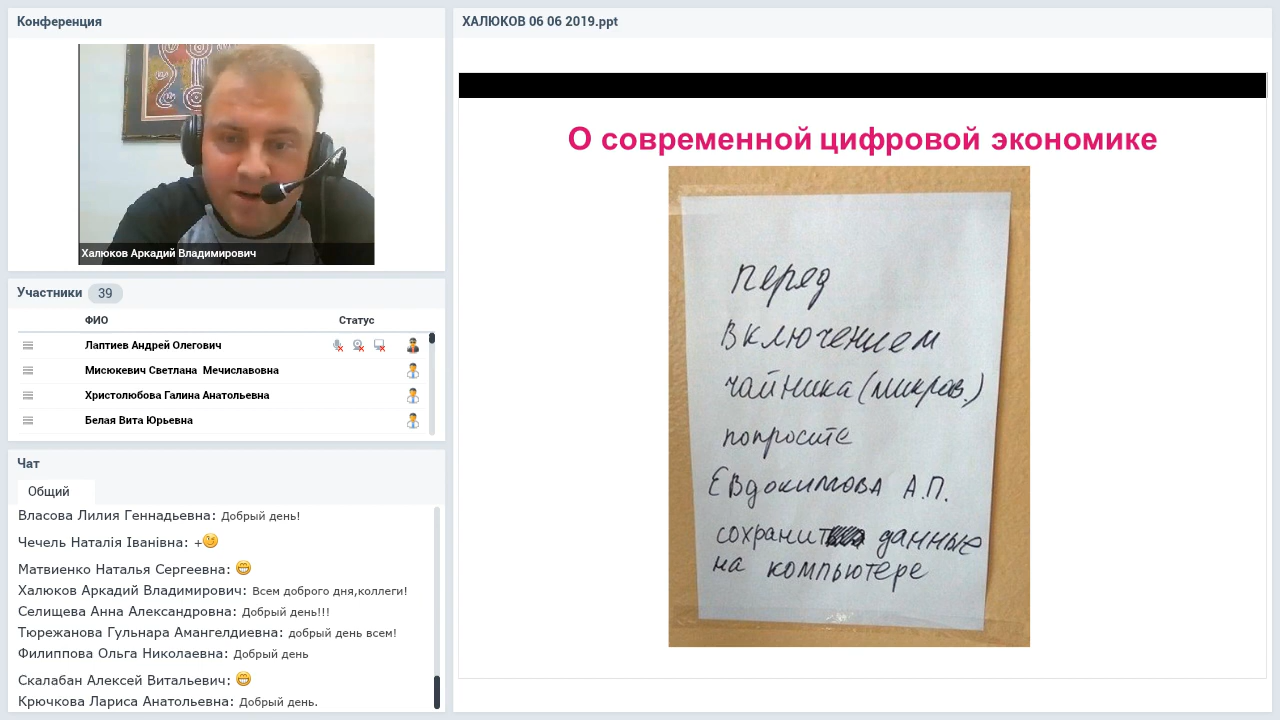 Конференция
Халюков Аркадий Владимирович
Участники 39
ФИО Статус
Лаптиев Андрей Олегович
Мисюкевич Светлана Мечиславовна
Христолюбова Галина Анатольевна
Белая Вита Юрьевна
Чат
Общий
Власова Лилия Геннадьевна: Добрый день!
Чечель Наталія Іванівна: +
Матвиенко Наталья Сергеевна:
Халюков Аркадий Владимирович: Всем доброго дня,коллеги!
Селищева Анна Александровна: Добрый день!!!
Тюрежанова Гульнара Амангелдиевна: добрый день всем!
Филиппова Ольга Николаевна: Добрый день
Скалабан Алексей Витальевич:
Крючкова Лариса Анатольевна: Добрый день.
ХАЛЮКОВ 06 06 2019.ppt
О современной цифровой экономике
перед
включением
чайника (микров.)
попросите
Евдокимова А.П.
сохранить данные
на компьютере